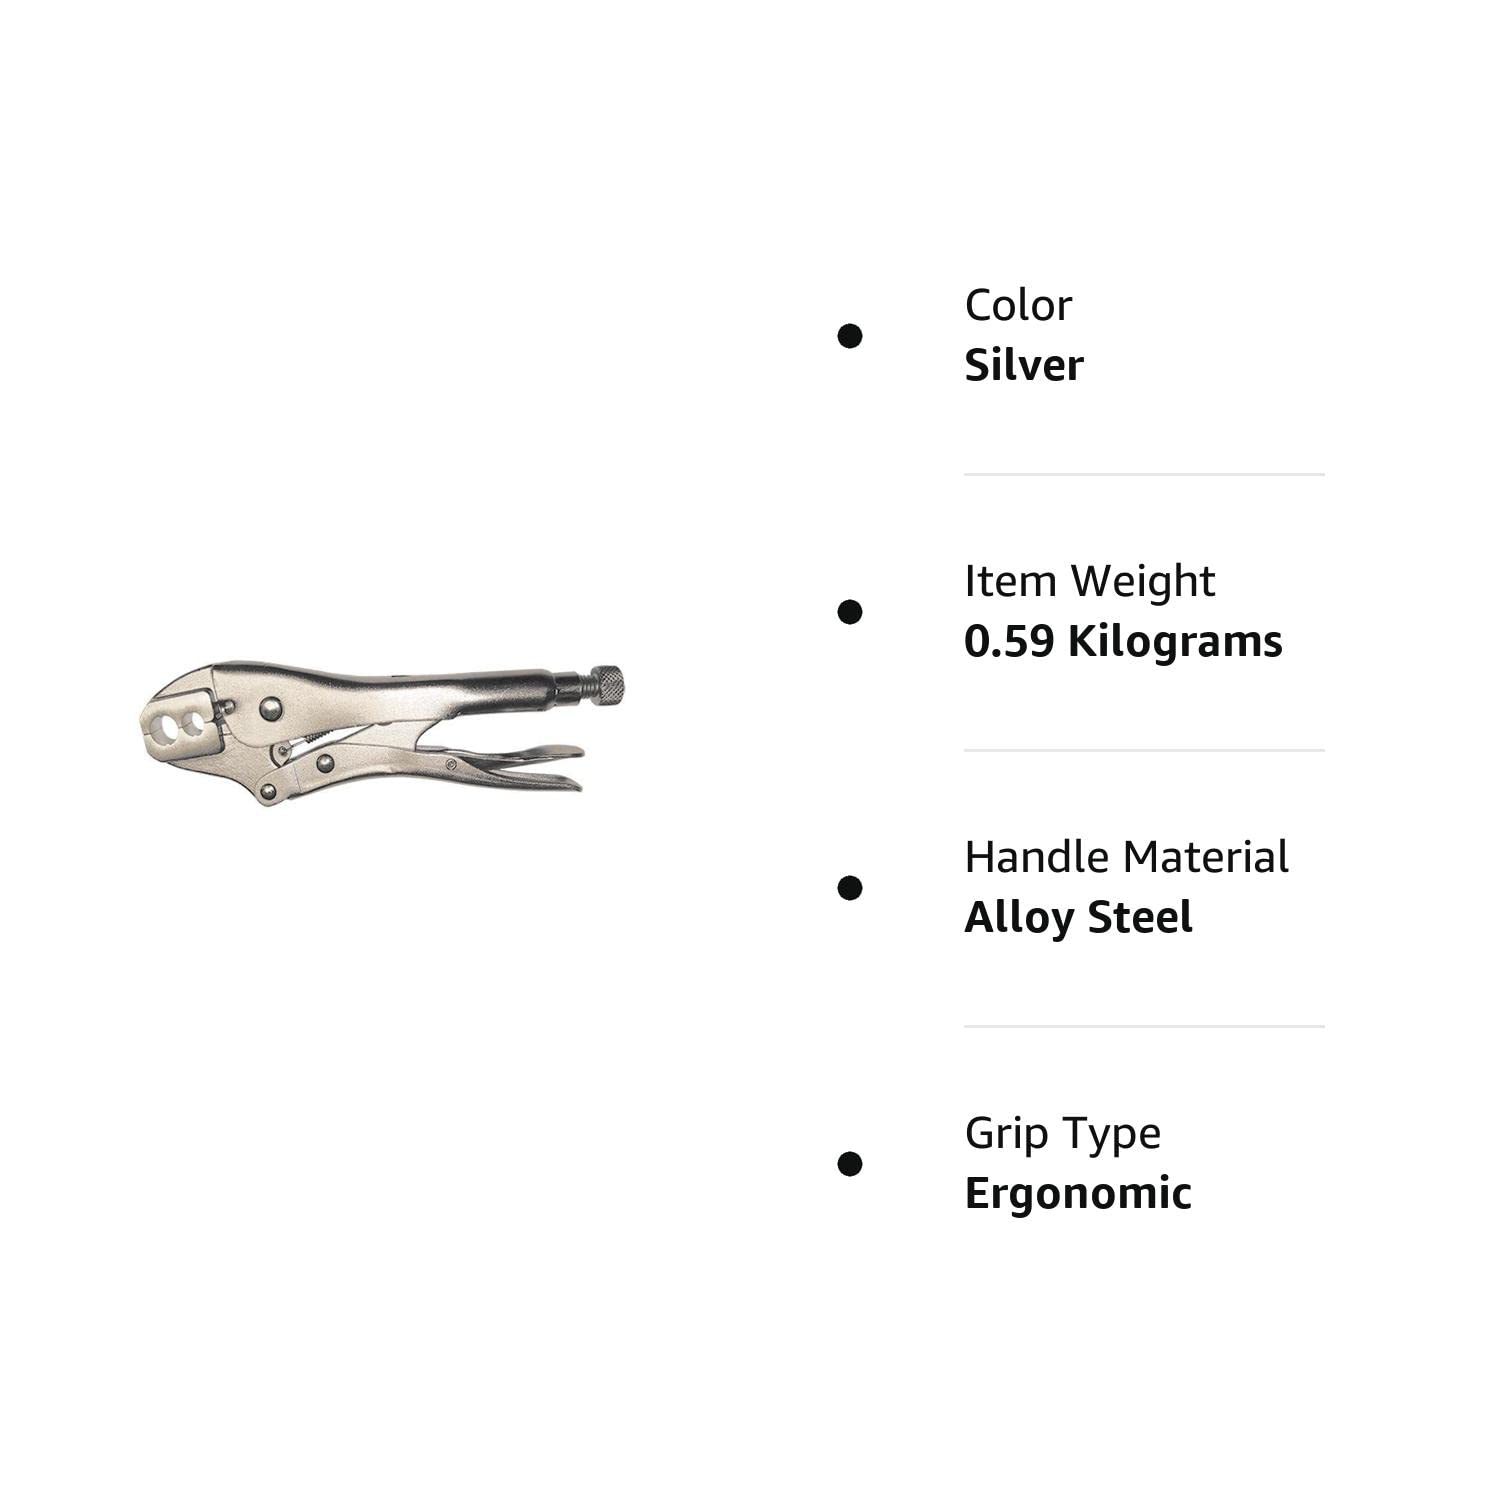 Color
Silver
Item Weight
0.59 Kilograms
Handle Material
Alloy Steel
Grip Type
Ergonomic